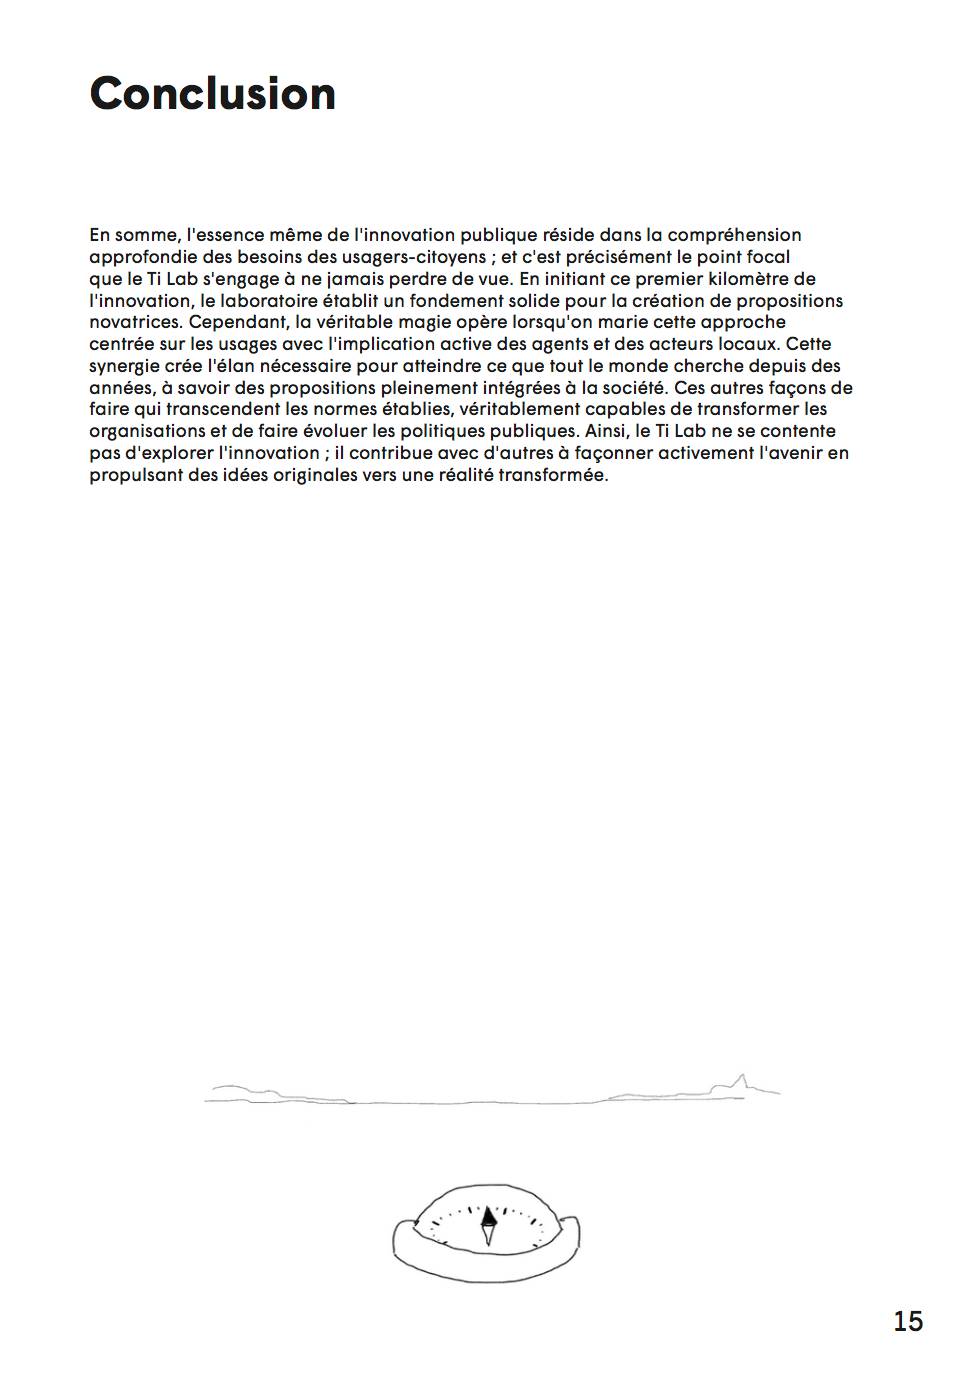 Conclusion
En somme, l'essence même de l'innovation publique réside dans la compréhension
approfondie des besoins des usagers-citoyens ; et c'est précisément le point focal
que le Ti Lab s'engage à ne jamais perdre de vue. En initiant ce premier kilomètre de
l'innovation, le laboratoire établit un fondement solide pour la création de propositions
novatrices. Cependant, la véritable magie opère lorsqu'on marie cette approche
centrée sur les usages avec l'implication active des agents et des acteurs locaux. Cette
synergie crée l'élan nécessaire pour atteindre ce que tout le monde cherche depuis des
années, à savoir des propositions pleinement intégrées à la société. Ces autres façons de
faire qui transcendent les normes établies, véritablement capables de transformer les
organisations et de faire évoluer les politiques publiques. Ainsi, le Ti Lab ne se contente
pas d'explorer l'innovation ; il contribue avec d'autres à façonner activement l'avenir en
propulsant des idées originales vers une réalité transformée.
15